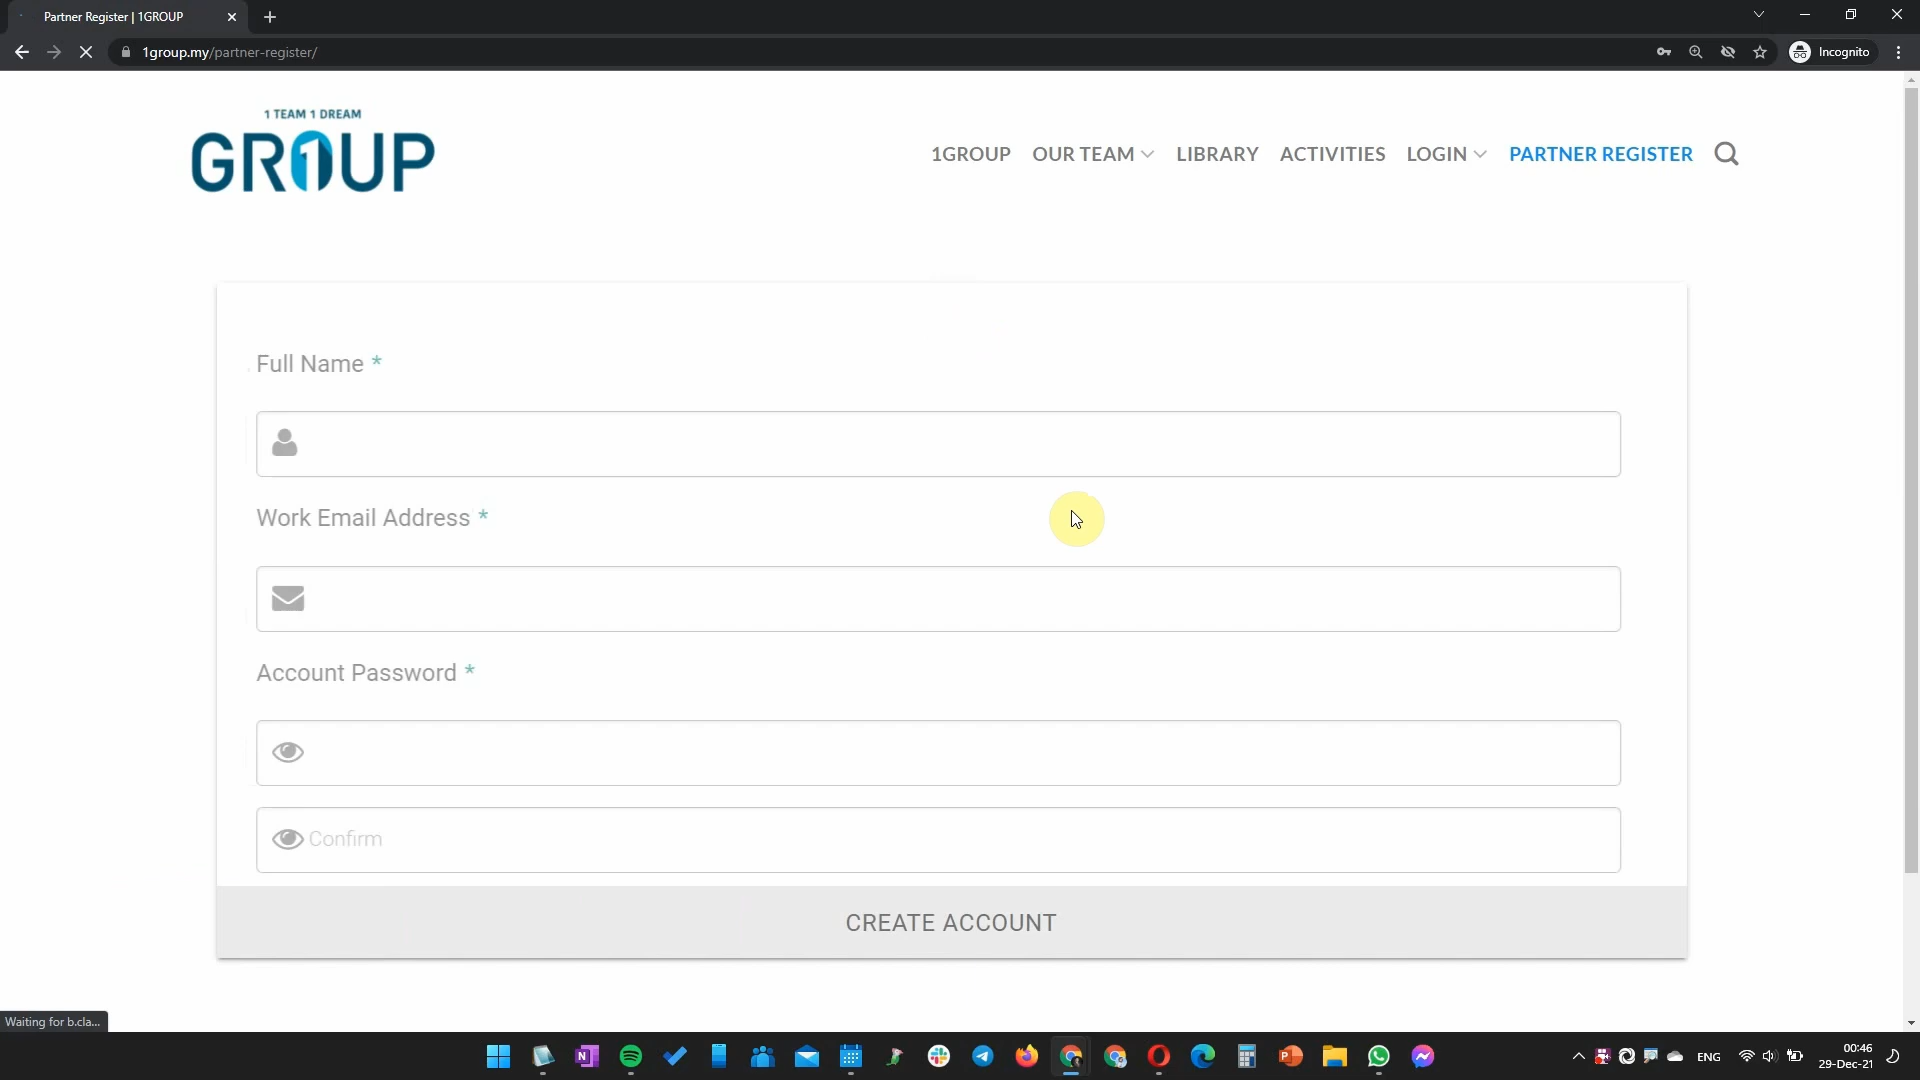 Partner Register | 1GROUP
1group.my/partner-register/
Incognito
1 TEAM 1 DREAM
GR1UP
1GROUP
OUR TEAM
LIBRARY
ACTIVITIES
LOGIN
PARTNER REGISTER
Full Name *
Work Email Address *
Account Password *
Confirm
CREATE ACCOUNT
Waiting for b.cla...
ENG
00:46
29-Dec-21